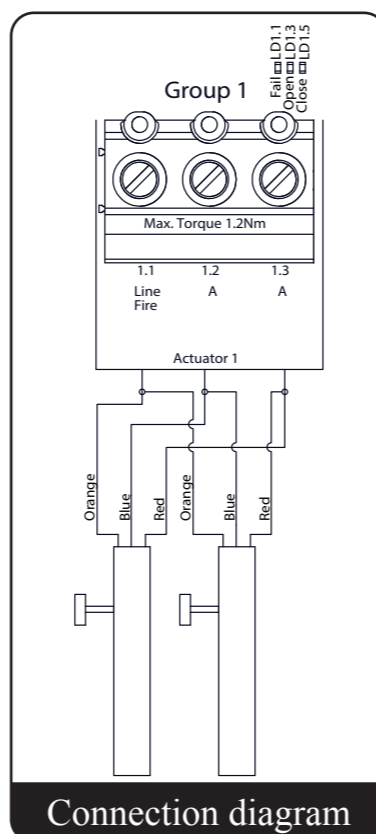 Fail LD1.1
Open LD1.3
Close LD1.5
Group 1
Max. Torque 1.2Nm
1.1 1.2 1.3
Line A A
Fire
Actuator 1
Orange Blue Red Orange Blue Red
Connection diagram